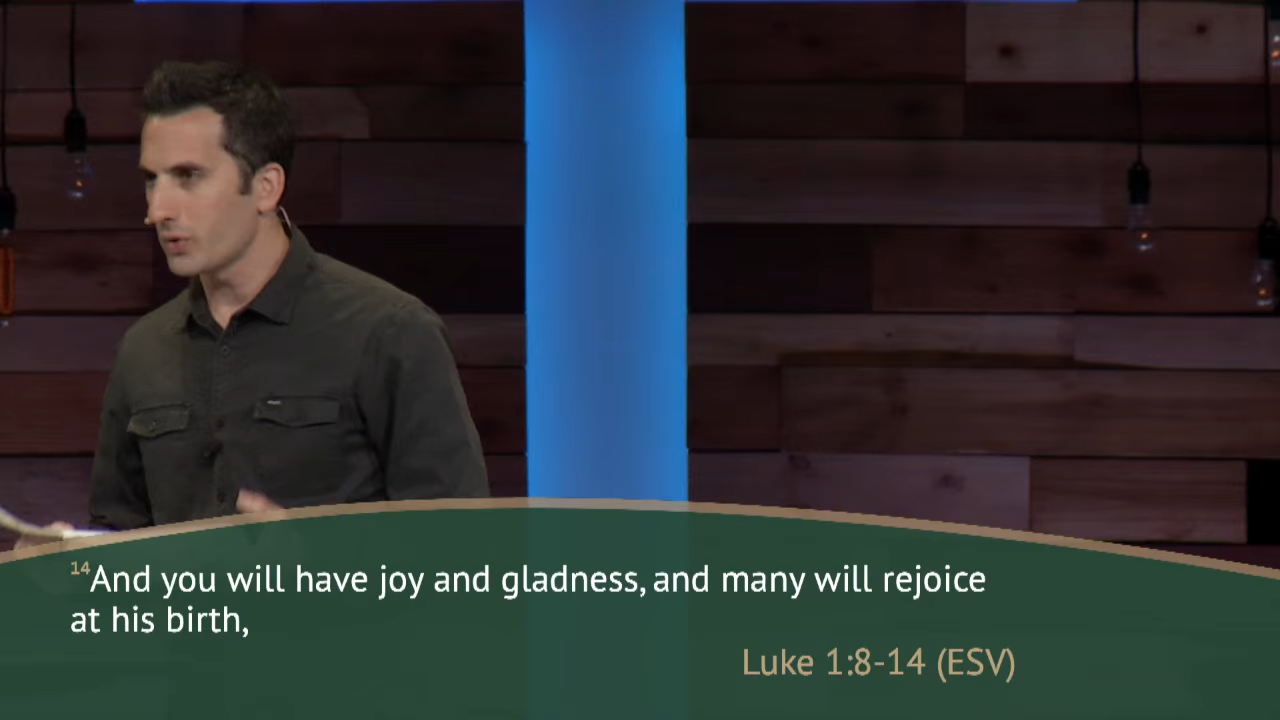 14And you will have joy and gladness, and many will rejoice
at his birth,
Luke 1:8-14 (ESV)